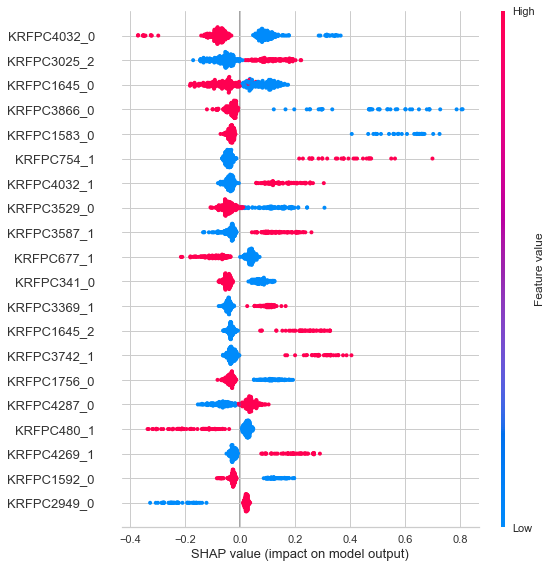 High
KRFPC4032_0
KRFPC3025_2
KRFPC1645_0
KRFPC3866_0
KRFPC1583_0
KRFPC754_1
KRFPC4032_1
KRFPC3529_0
KRFPC3587_1
KRFPC677_1
KRFPC341_0
KRFPC3369_1
KRFPC1645_2
KRFPC3742_1
KRFPC1756_0
KRFPC4287_0
KRFPC480_1
KRFPC4269_1
KRFPC1592_0
KRFPC2949_0
Feature value
Low
−0.4 −0.2 0.0 0.2 0.4 0.6 0.8
SHAP value (impact on model output)